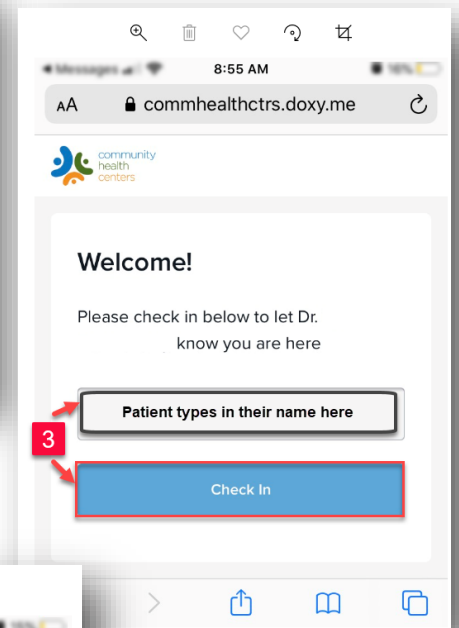 Messages
8:55 AM
16%
AA
commhealthctrs.doxy.me
community
health
centers
Welcome!
Please check in below to let Dr.
know you are here
Patient types in their name here
3
Check In